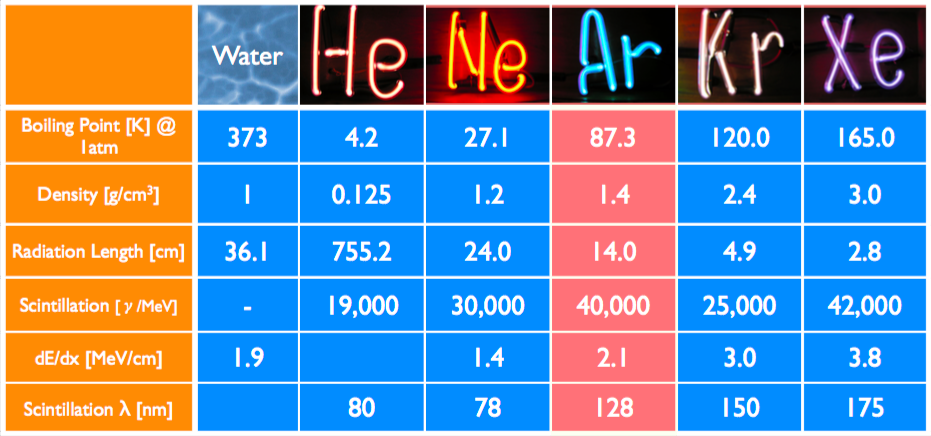 Water He Ne Ar Kr Xe
Boiling Point [K] @
1atm
373 4.2 27.1 87.3 120.0 165.0
Density [g/cm³] 1 0.125 1.2 1.4 2.4 3.0
Radiation Length [cm] 36.1 755.2 24.0 14.0 4.9 2.8
Scintillation [γ/MeV] - 19,000 30,000 40,000 25,000 42,000
dE/dx [MeV/cm] 1.9 1.4 2.1 3.0 3.8
Scintillation λ [nm] 80 78 128 150 175